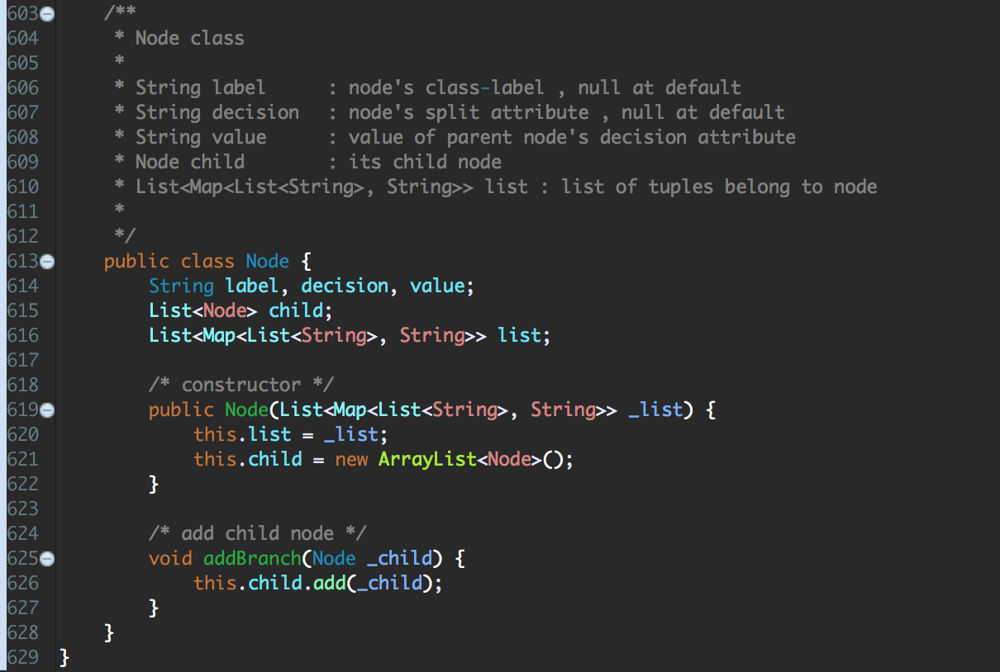 603 /**
604 * Node class
605 *
606 * String label : node's class-label , null at default
607 * String decision : node's split attribute , null at default
608 * String value : value of parent node's decision attribute
609 * Node child : its child node
610 * List<Map<List<String>, String>> list : list of tuples belong to node
611 *
612 */
613 public class Node {
614 String label, decision, value;
615 List<Node> child;
616 List<Map<List<String>, String>> list;
617
618 /* constructor */
619 public Node(List<Map<List<String>, String>> _list) {
620 this.list = _list;
621 this.child = new ArrayList<Node>();
622 }
623
624 /* add child node */
625 void addBranch(Node _child) {
626 this.child.add(_child);
627 }
628 }
629 }